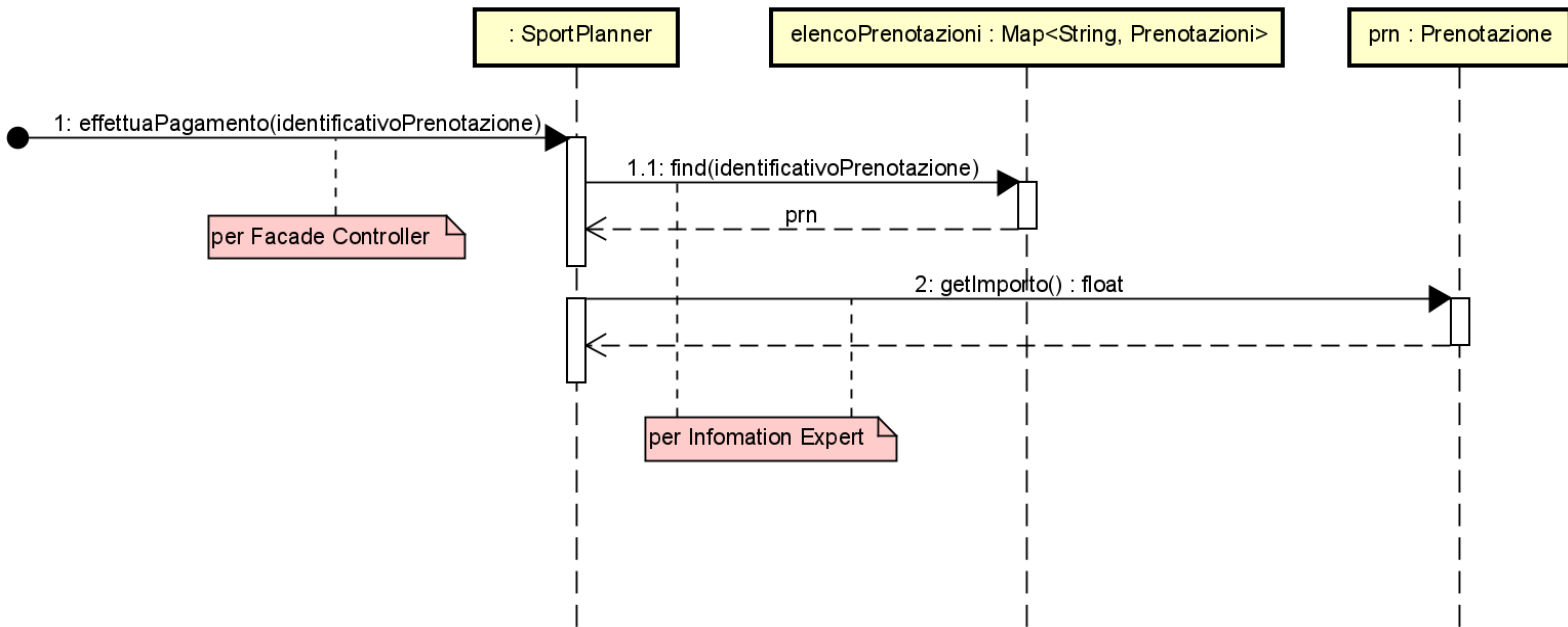 : SportPlanner
elencoPrenotazioni : Map<String, Prenotazioni>
prn : Prenotazione
1: effettuaPagamento(identificativoPrenotazione)
1.1: find(identificativoPrenotazione)
prn
per Facade Controller
2: getImporto() : float
per Infomation Expert